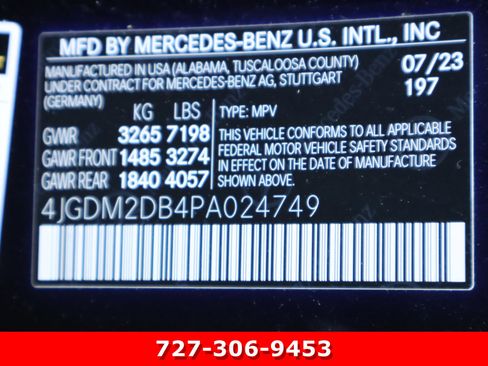 MFD BY MERCEDES-BENZ U.S. INTL., INC
MANUFACTURED IN USA (ALABAMA, TUSCALOOSA COUNTY)
UNDER CONTRACT FOR MERCEDES-BENZ AG, STUTTGART
(GERMANY)
07/23
197
KG LBS
GVWR 3265 7198
GAWR FRONT 1485 3274
GAWR REAR 1840 4057
TYPE: MPV
THIS VEHICLE CONFORMS TO ALL APPLICABLE
FEDERAL MOTOR VEHICLE SAFETY STANDARDS
IN EFFECT ON THE DATE OF MANUFACTURE
SHOWN ABOVE.
4JGDM2DB4PA024749
727-306-9453